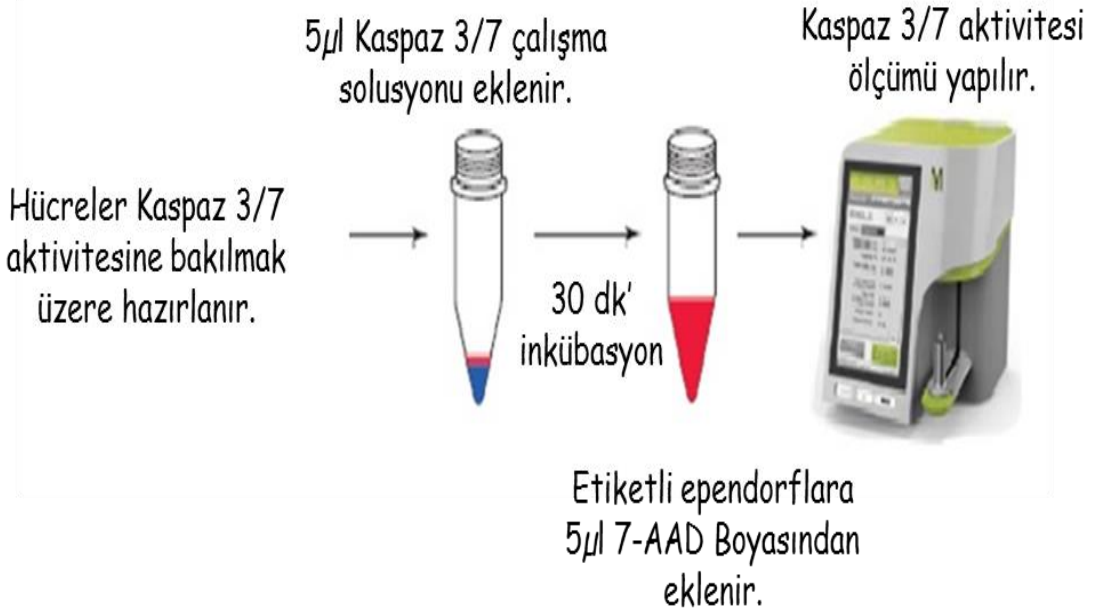 5µl Kaspaz 3/7 çalışma
solusyonu eklenir.
Kaspaz 3/7 aktivitesi
ölçümü yapılır.
Hücreler Kaspaz 3/7
aktivitesine bakılmak
üzere hazırlanır.
30 dk'
inkübasyon
Etiketli ependorflara
5µl 7-AAD Boyasından
eklenir.